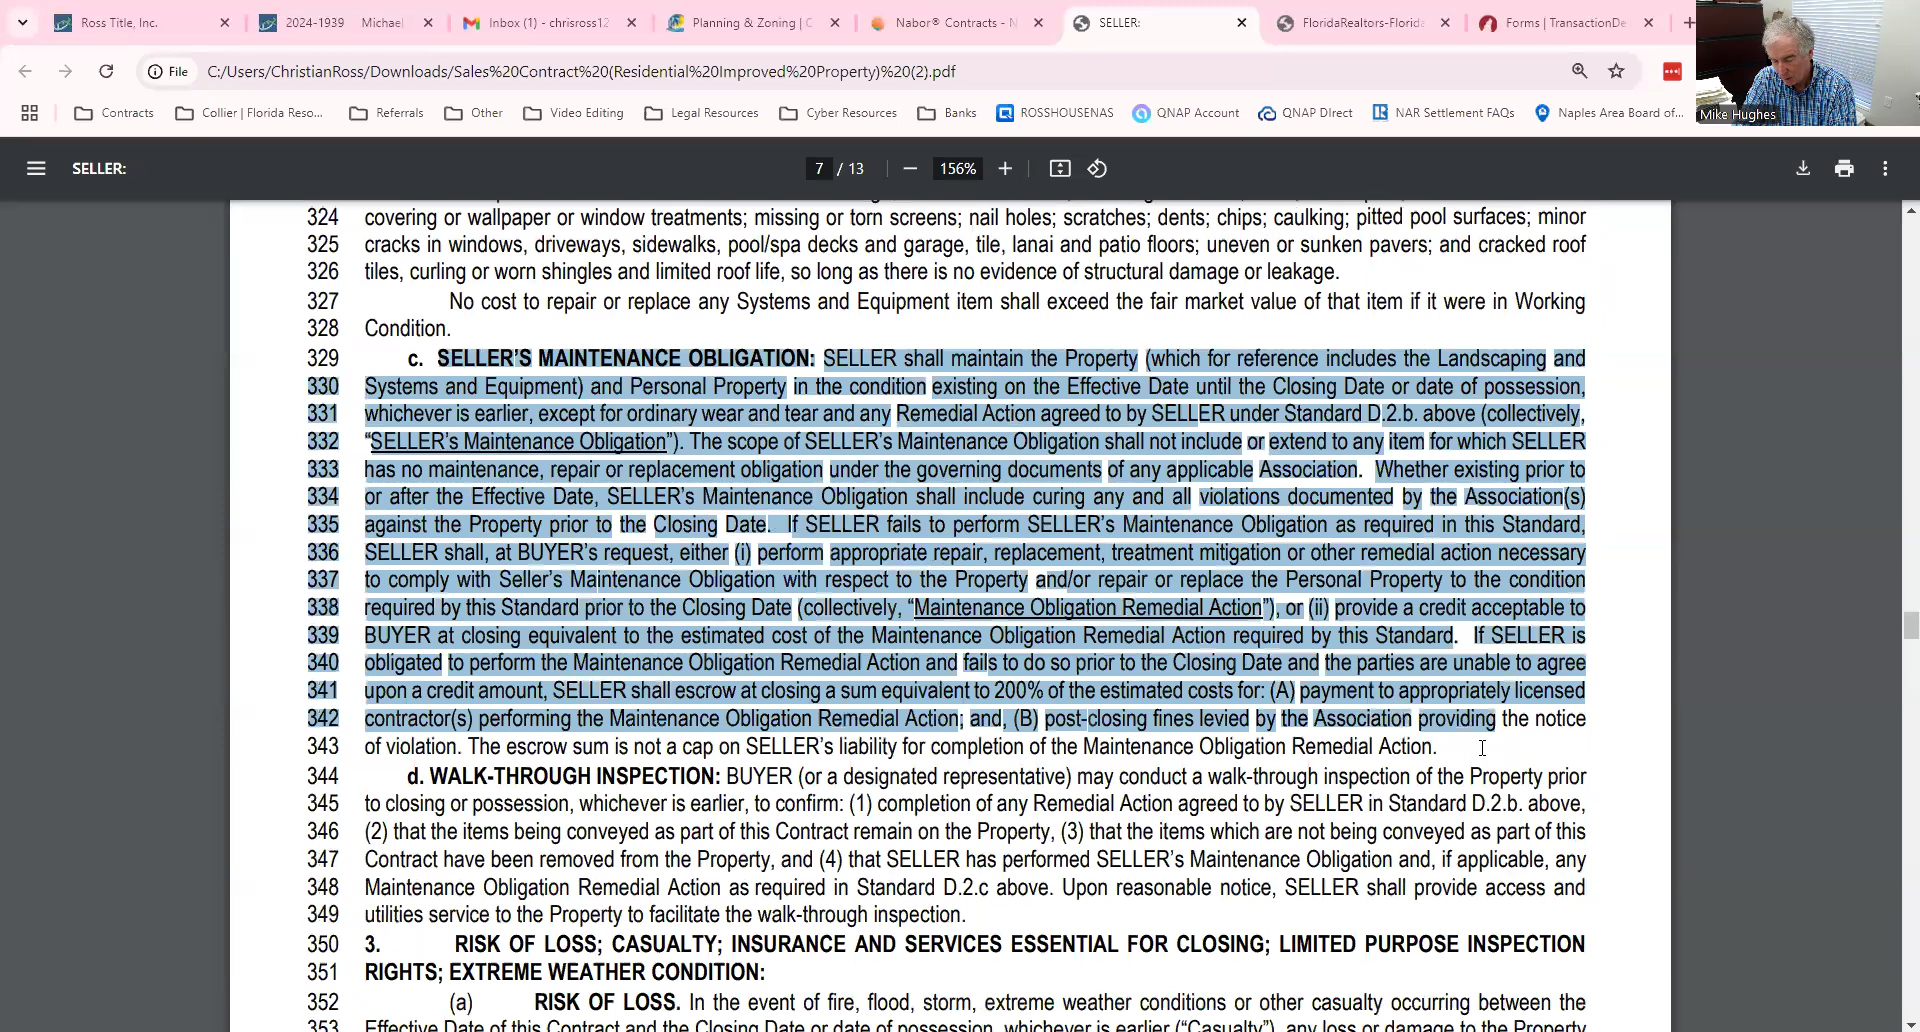 Ross Title, Inc.
2024-1939 Michael
Inbox (1) - chrisross12
Planning & Zoning | C
Nabor® Contracts - N
SELLER:
FloridaRealtors-Florida
Forms | TransactionDe
File C:/Users/ChristianRoss/Downloads/Sales%20Contract%20(Residential%20Improved%20Property)%20(2).pdf
Contracts
Collier | Florida Reso...
Referrals
Other
Video Editing
Legal Resources
Cyber Resources
Banks
ROSSHOUSENAS
QNAP Account
QNAP DIrect
NAR Settlement FAQs
Naples Area Board of...
Mike Hughes
SELLER:
7 / 13
156%
324 covering or wallpaper or window treatments; missing or torn screens; nail holes; scratches; dents; chips; caulking; pitted pool surfaces; minor
325 cracks in windows, driveways, sidewalks, pool/spa decks and garage, tile, lanai and patio floors; uneven or sunken pavers; and cracked roof
326 tiles, curling or worn shingles and limited roof life, so long as there is no evidence of structural damage or leakage.
327 No cost to repair or replace any Systems and Equipment item shall exceed the fair market value of that item if it were in Working
328 Condition.
329 c. SELLER'S MAINTENANCE OBLIGATION: SELLER shall maintain the Property (which for reference includes the Landscaping and
330 Systems and Equipment) and Personal Property in the condition existing on the Effective Date until the Closing Date or date of possession,
331 whichever is earlier, except for ordinary wear and tear and any Remedial Action agreed to by SELLER under Standard D.2.b. above (collectively,
332 "SELLER's Maintenance Obligation"). The scope of SELLER's Maintenance Obligation shall not include or extend to any item for which SELLER
333 has no maintenance, repair or replacement obligation under the governing documents of any applicable Association. Whether existing prior to
334 or after the Effective Date, SELLER's Maintenance Obligation shall include curing any and all violations documented by the Association(s)
335 against the Property prior to the Closing Date. If SELLER fails to perform SELLER's Maintenance Obligation as required in this Standard,
336 SELLER shall, at BUYER's request, either (i) perform appropriate repair, replacement, treatment mitigation or other remedial action necessary
337 to comply with Seller's Maintenance Obligation with respect to the Property and/or repair or replace the Personal Property to the condition
338 required by this Standard prior to the Closing Date (collectively, "Maintenance Obligation Remedial Action"), or (ii) provide a credit acceptable to
339 BUYER at closing equivalent to the estimated cost of the Maintenance Obligation Remedial Action required by this Standard. If SELLER is
340 obligated to perform the Maintenance Obligation Remedial Action and fails to do so prior to the Closing Date and the parties are unable to agree
341 upon a credit amount, SELLER shall escrow at closing a sum equivalent to 200% of the estimated costs for: (A) payment to appropriately licensed
342 contractor(s) performing the Maintenance Obligation Remedial Action; and, (B) post-closing fines levied by the Association providing the notice
343 of violation. The escrow sum is not a cap on SELLER's liability for completion of the Maintenance Obligation Remedial Action.
344 d. WALK-THROUGH INSPECTION: BUYER (or a designated representative) may conduct a walk-through inspection of the Property prior
345 to closing or possession, whichever is earlier, to confirm: (1) completion of any Remedial Action agreed to by SELLER in Standard D.2.b. above,
346 (2) that the items being conveyed as part of this Contract remain on the Property, (3) that the items which are not being conveyed as part of this
347 Contract have been removed from the Property, and (4) that SELLER has performed SELLER's Maintenance Obligation and, if applicable, any
348 Maintenance Obligation Remedial Action as required in Standard D.2.c above. Upon reasonable notice, SELLER shall provide access and
349 utilities service to the Property to facilitate the walk-through inspection.
350 3. RISK OF LOSS; CASUALTY; INSURANCE AND SERVICES ESSENTIAL FOR CLOSING; LIMITED PURPOSE INSPECTION
351 RIGHTS; EXTREME WEATHER CONDITION:
352 (a) RISK OF LOSS. In the event of fire, flood, storm, extreme weather conditions or other casualty occurring between the
353 Effective Date of this Contract and the Closing Date or date of possession, whichever is earlier ("Casualty"), any loss or damage to the Property